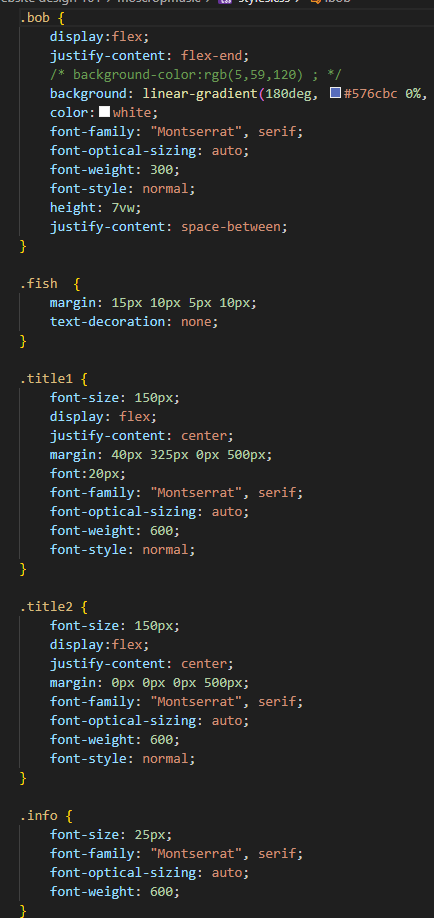 .bob {
    display:flex;
    justify-content: flex-end;
    /* background-color:rgb(5,59,120) ; */
    background: linear-gradient(180deg, #576cbc 0%,
    color: white;
    font-family: "Montserrat", serif;
    font-optical-sizing: auto;
    font-weight: 300;
    font-style: normal;
    height: 7vw;
    justify-content: space-between;
}
.fish  {
    margin: 15px 10px 5px 10px;
    text-decoration: none;
}
.title1 {
    font-size: 150px;
    display: flex;
    justify-content: center;
    margin: 40px 325px 0px 500px;
    font:20px;
    font-family: "Montserrat", serif;
    font-optical-sizing: auto;
    font-weight: 600;
    font-style: normal;
}
.title2 {
    font-size: 150px;
    display:flex;
    justify-content: center;
    margin: 0px 0px 0px 500px;
    font-family: "Montserrat", serif;
    font-optical-sizing: auto;
    font-weight: 600;
    font-style: normal;
}
.info {
    font-size: 25px;
    font-family: "Montserrat", serif;
    font-optical-sizing: auto;
    font-weight: 600;
}